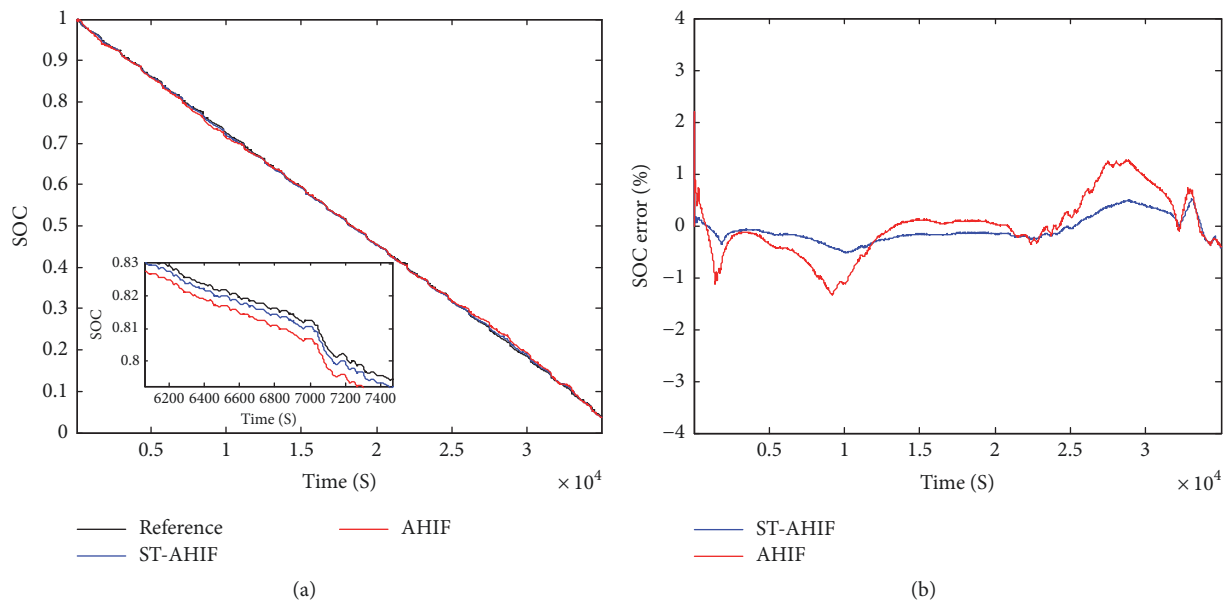 1
0.9
0.8
0.7
0.6
0.5
0.4
0.3
0.2
0.1
0
SOC
0.83
0.82
0.81
0.8
SOC
6200 6400 6600 6800 7000 7200 7400
Time (S)
0.5 1 1.5 2 2.5 3
Time (S)
× 10⁴
Reference
ST-AHIF
AHIF
(a)
4
3
2
1
0
−1
−2
−3
−4
SOC error (%)
0.5 1 1.5 2 2.5 3
Time (S)
× 10⁴
ST-AHIF
AHIF
(b)